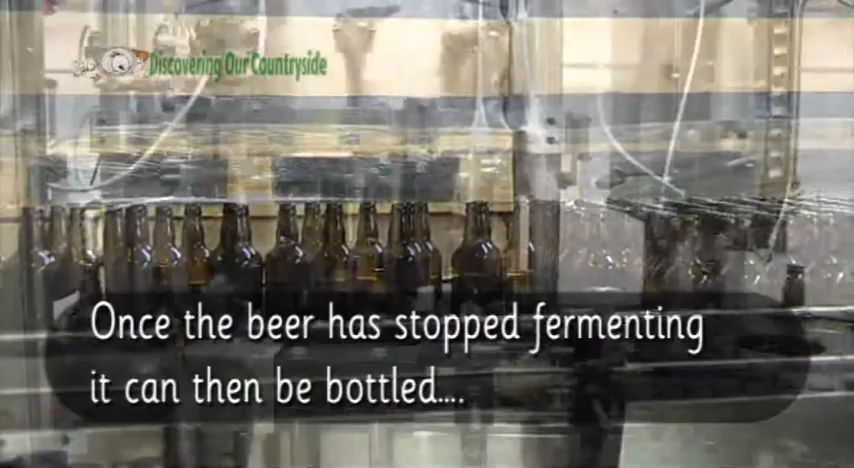 Discovering Our Countryside
Once the beer has stopped fermenting
it can then be bottled....